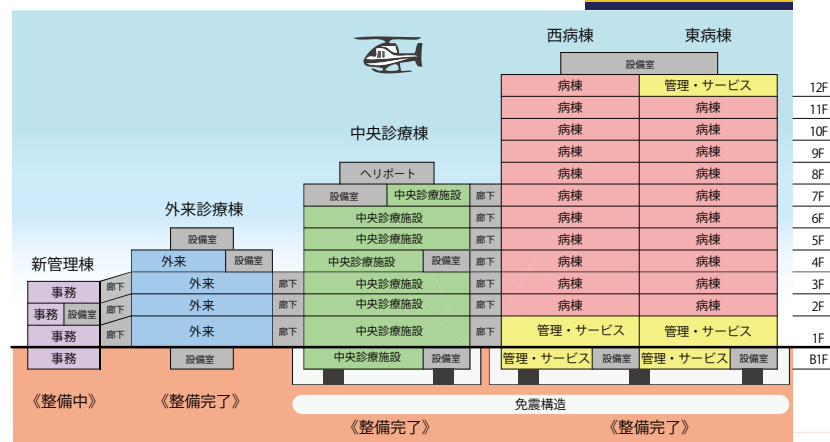 西病棟 東病棟
設備室
病棟 管理・サービス 12F
病棟 病棟 11F
中央診療棟 病棟 病棟 10F
病棟 病棟 9F
ヘリポート 病棟 病棟 8F
設備室 中央診療施設 廊下 病棟 病棟 7F
外来診療棟 中央診療施設 廊下 病棟 病棟 6F
設備室 中央診療施設 廊下 病棟 病棟 5F
新管理棟 外来 設備室 中央診療施設 設備室 廊下 病棟 病棟 4F
事務 廊下 外来 廊下 中央診療施設 廊下 病棟 病棟 3F
事務 設備室 廊下 外来 廊下 中央診療施設 廊下 病棟 病棟 2F
事務 廊下 外来 廊下 中央診療施設 廊下 管理・サービス 管理・サービス 1F
事務 設備室 中央診療施設 設備室 管理・サービス 設備室 管理・サービス 設備室 B1F
《整備中》 《整備完了》 免震構造
《整備完了》 《整備完了》